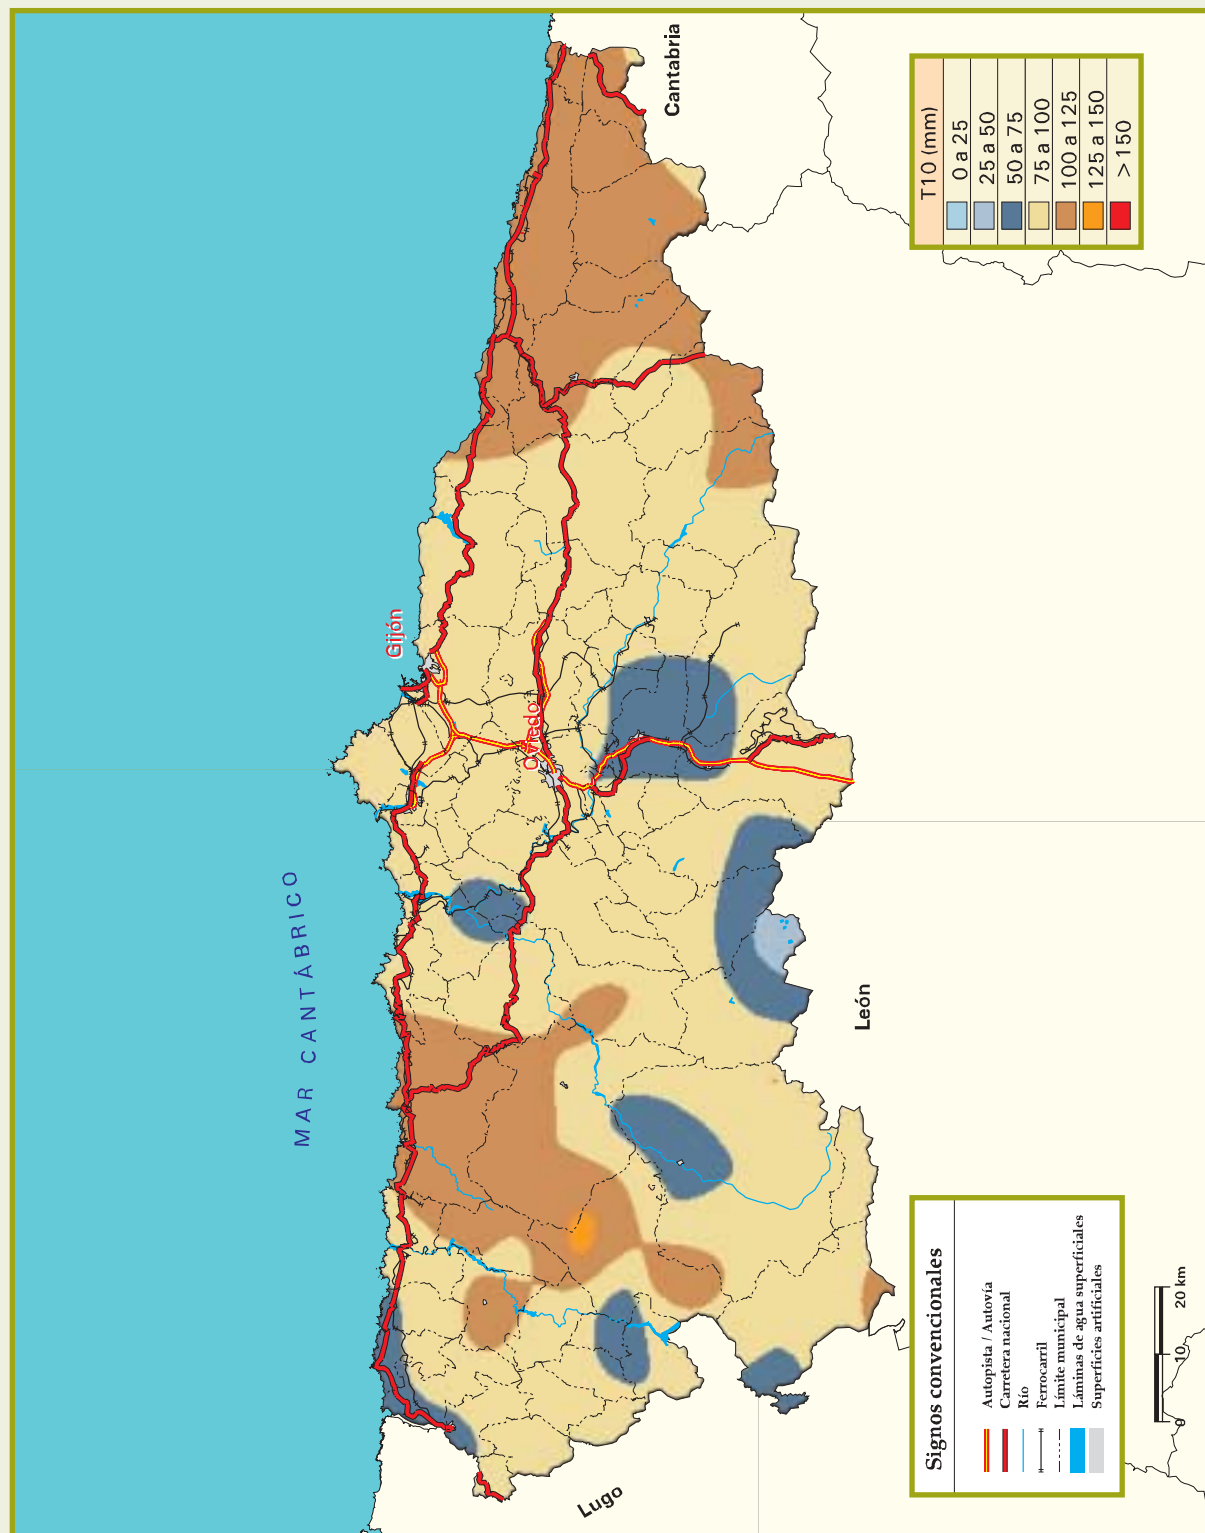 MAR CANTÁBRICO
Gijón
Oviedo
Cantabria
León
Lugo
T10 (mm)
0 a 25
25 a 50
50 a 75
75 a 100
100 a 125
125 a 150
> 150
Signos convencionales
Autopista / Autovía
Carretera nacional
Río
Ferrocarril
Límite municipal
Láminas de agua superficiales
Superficies artificiales
0 10 20 km